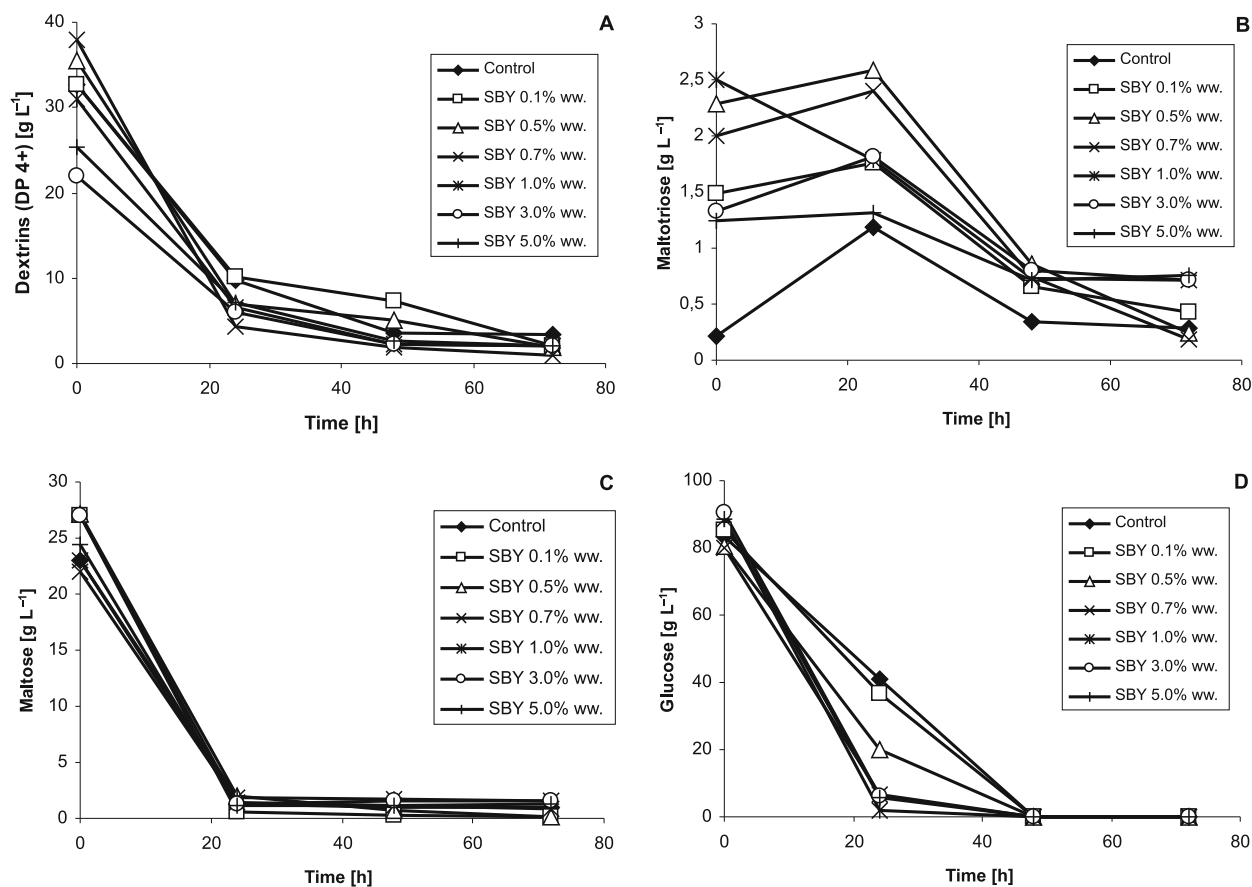 A
Dextrins (DP 4+) [g L⁻¹]
40
30
20
10
0
0 20 40 60 80
Time [h]
Control
SBY 0.1% ww.
SBY 0.5% ww.
SBY 0.7% ww.
SBY 1.0% ww.
SBY 3.0% ww.
SBY 5.0% ww.
B
Maltotriose [g L⁻¹]
3
2,5
2
1,5
1
0,5
0
0 20 40 60 80
Time [h]
Control
SBY 0.1% ww.
SBY 0.5% ww.
SBY 0.7% ww.
SBY 1.0% ww.
SBY 3.0% ww.
SBY 5.0% ww.
C
Maltose [g L⁻¹]
30
25
20
15
10
5
0
0 20 40 60 80
Time [h]
Control
SBY 0.1% ww.
SBY 0.5% ww.
SBY 0.7% ww.
SBY 1.0% ww.
SBY 3.0% ww.
SBY 5.0% ww.
D
Glucose [g L⁻¹]
100
80
60
40
20
0
0 20 40 60 80
Time [h]
Control
SBY 0.1% ww.
SBY 0.5% ww.
SBY 0.7% ww.
SBY 1.0% ww.
SBY 3.0% ww.
SBY 5.0% ww.